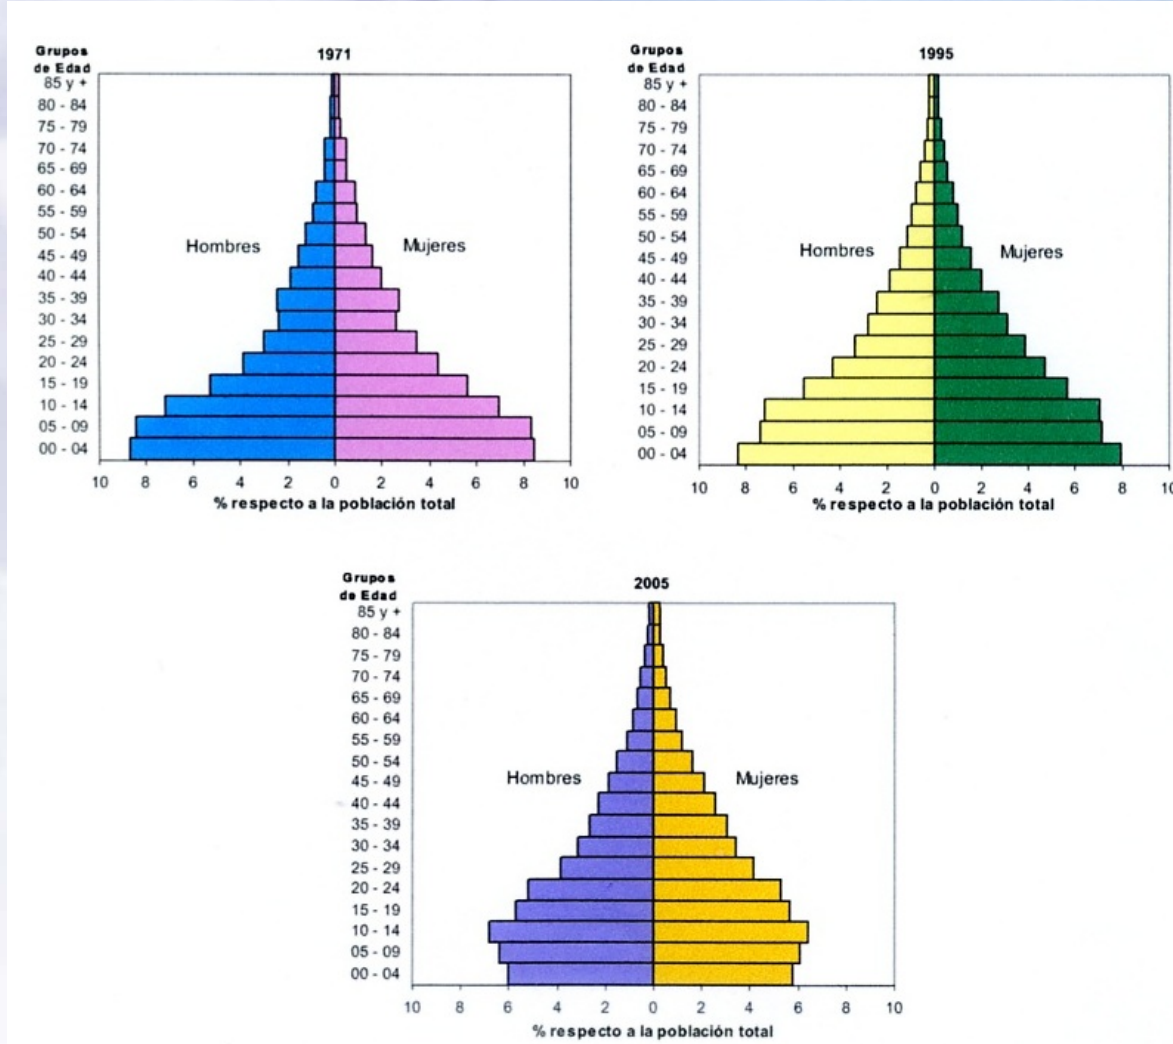 1971
Grupos
de Edad
85 y +
80 - 84
75 - 79
70 - 74
65 - 69
60 - 64
55 - 59
50 - 54
45 - 49
40 - 44
35 - 39
30 - 34
25 - 29
20 - 24
15 - 19
10 - 14
05 - 09
00 - 04
Hombres
Mujeres
10 8 6 4 2 0 2 4 6 8 10
% respecto a la población total
1995
Grupos
de Edad
85 y +
80 - 84
75 - 79
70 - 74
65 - 69
60 - 64
55 - 59
50 - 54
45 - 49
40 - 44
35 - 39
30 - 34
25 - 29
20 - 24
15 - 19
10 - 14
05 - 09
00 - 04
Hombres
Mujeres
10 8 6 4 2 0 2 4 6 8 10
% respecto a la población total
2005
Grupos
de Edad
85 y +
80 - 84
75 - 79
70 - 74
65 - 69
60 - 64
55 - 59
50 - 54
45 - 49
40 - 44
35 - 39
30 - 34
25 - 29
20 - 24
15 - 19
10 - 14
05 - 09
00 - 04
Hombres
Mujeres
10 8 6 4 2 0 2 4 6 8 10
% respecto a la población total